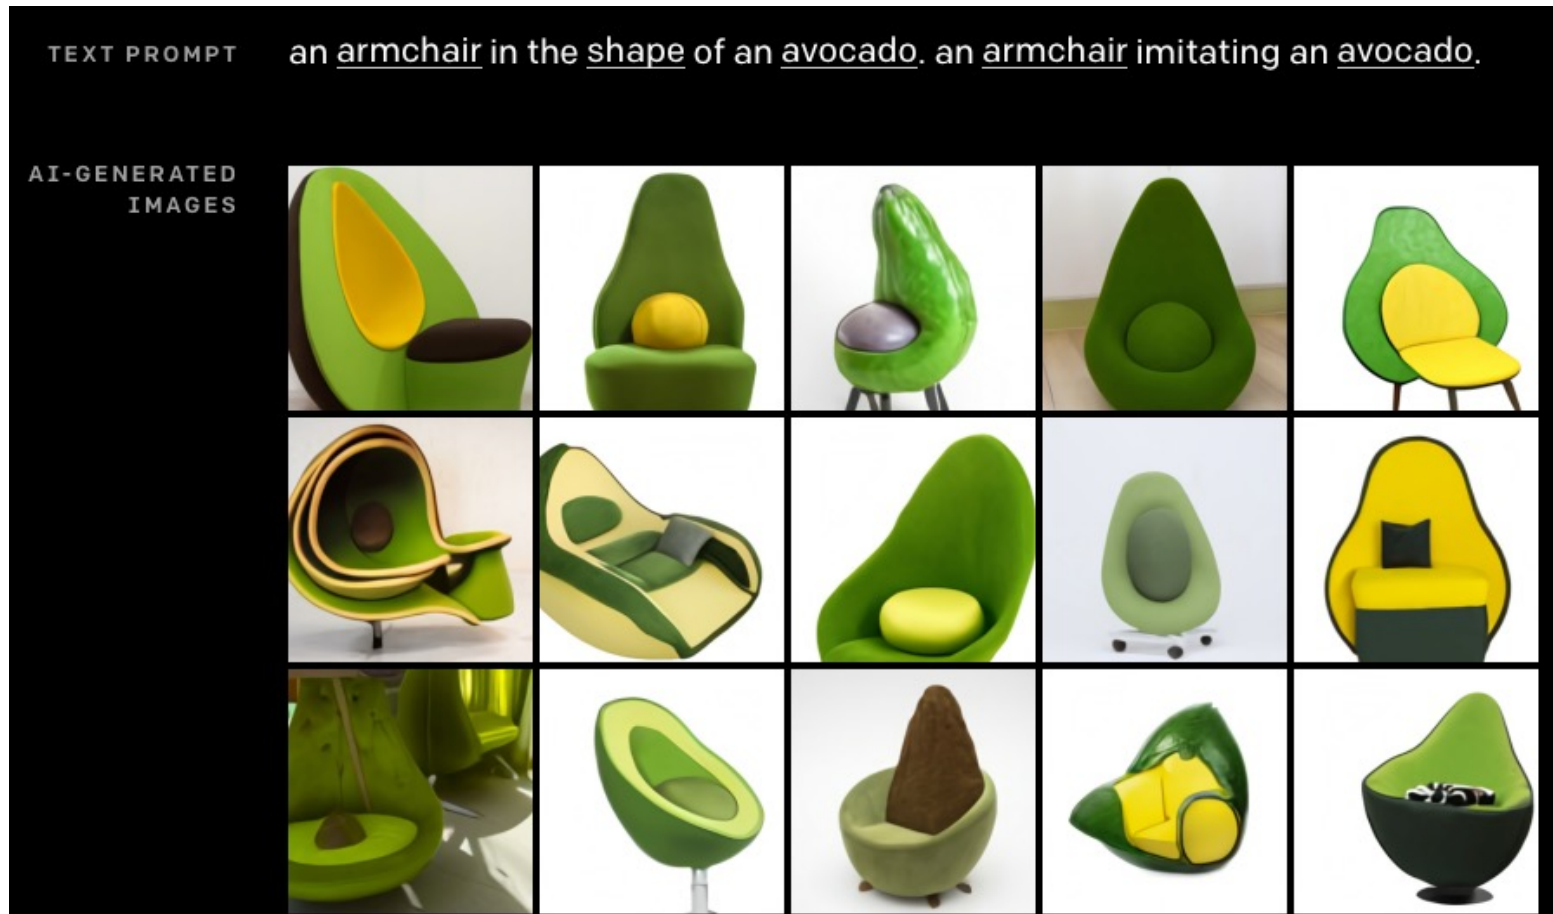 TEXT PROMPT
an armchair in the shape of an avocado. an armchair imitating an avocado.
AI-GENERATED
IMAGES